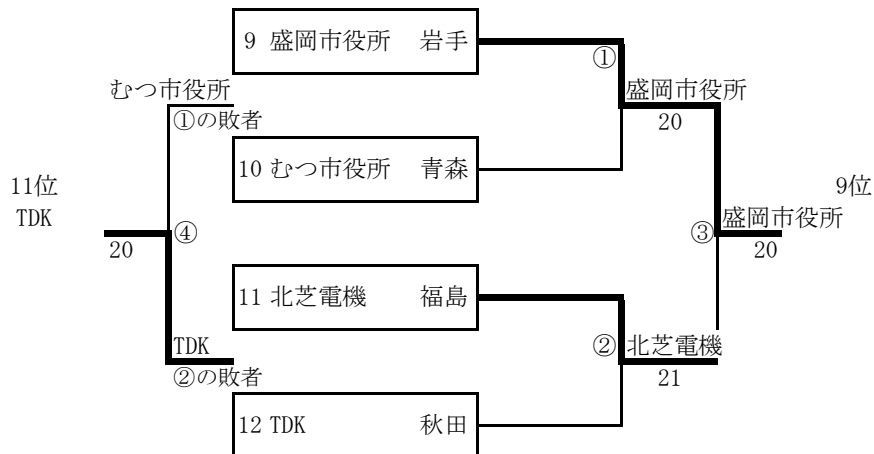 9 盛岡市役所 岩手
①
むつ市役所
盛岡市役所
①の敗者
20
10 むつ市役所 青森
11位
9位
TDK
盛岡市役所
④
③
20
20
11 北芝電機 福島
TDK
②
北芝電機
②の敗者
21
12 TDK 秋田